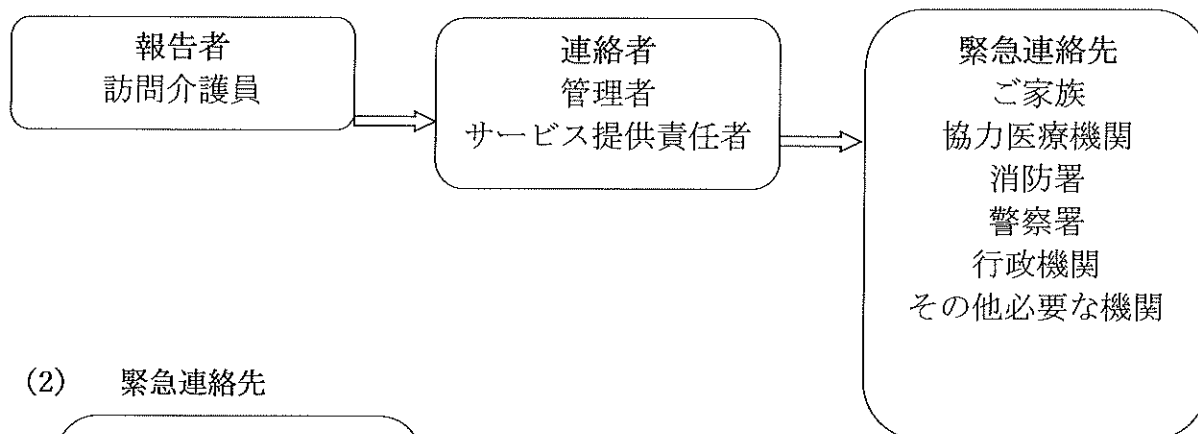 報告者
訪問介護員
連絡者
管理者
サービス提供責任者
緊急連絡先
ご家族
協力医療機関
消防署
警察署
行政機関
その他必要な機関
(2) 緊急連絡先